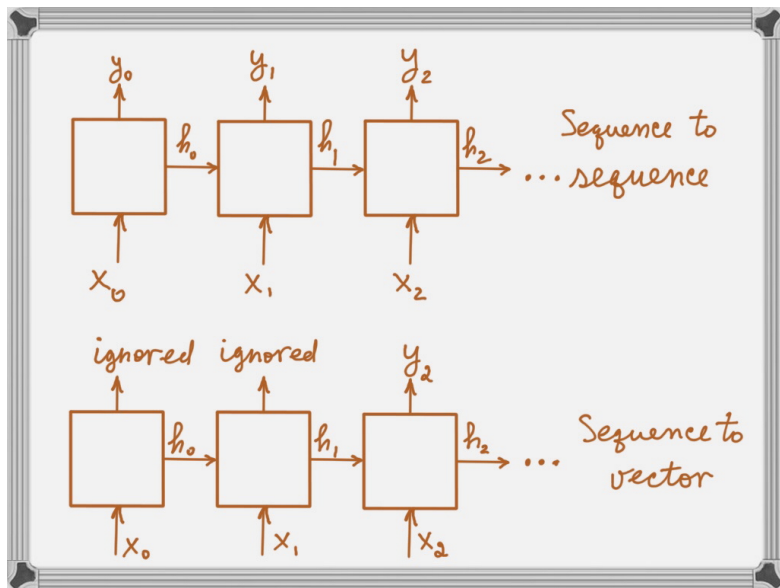 y₀ y₁ y₂
h₀ h₁ h₂ Sequence to
... sequence
x₀ x₁ x₂
ignored ignored y₂
h₀ h₁ h₂ Sequence to
... vector
x₀ x₁ x₂